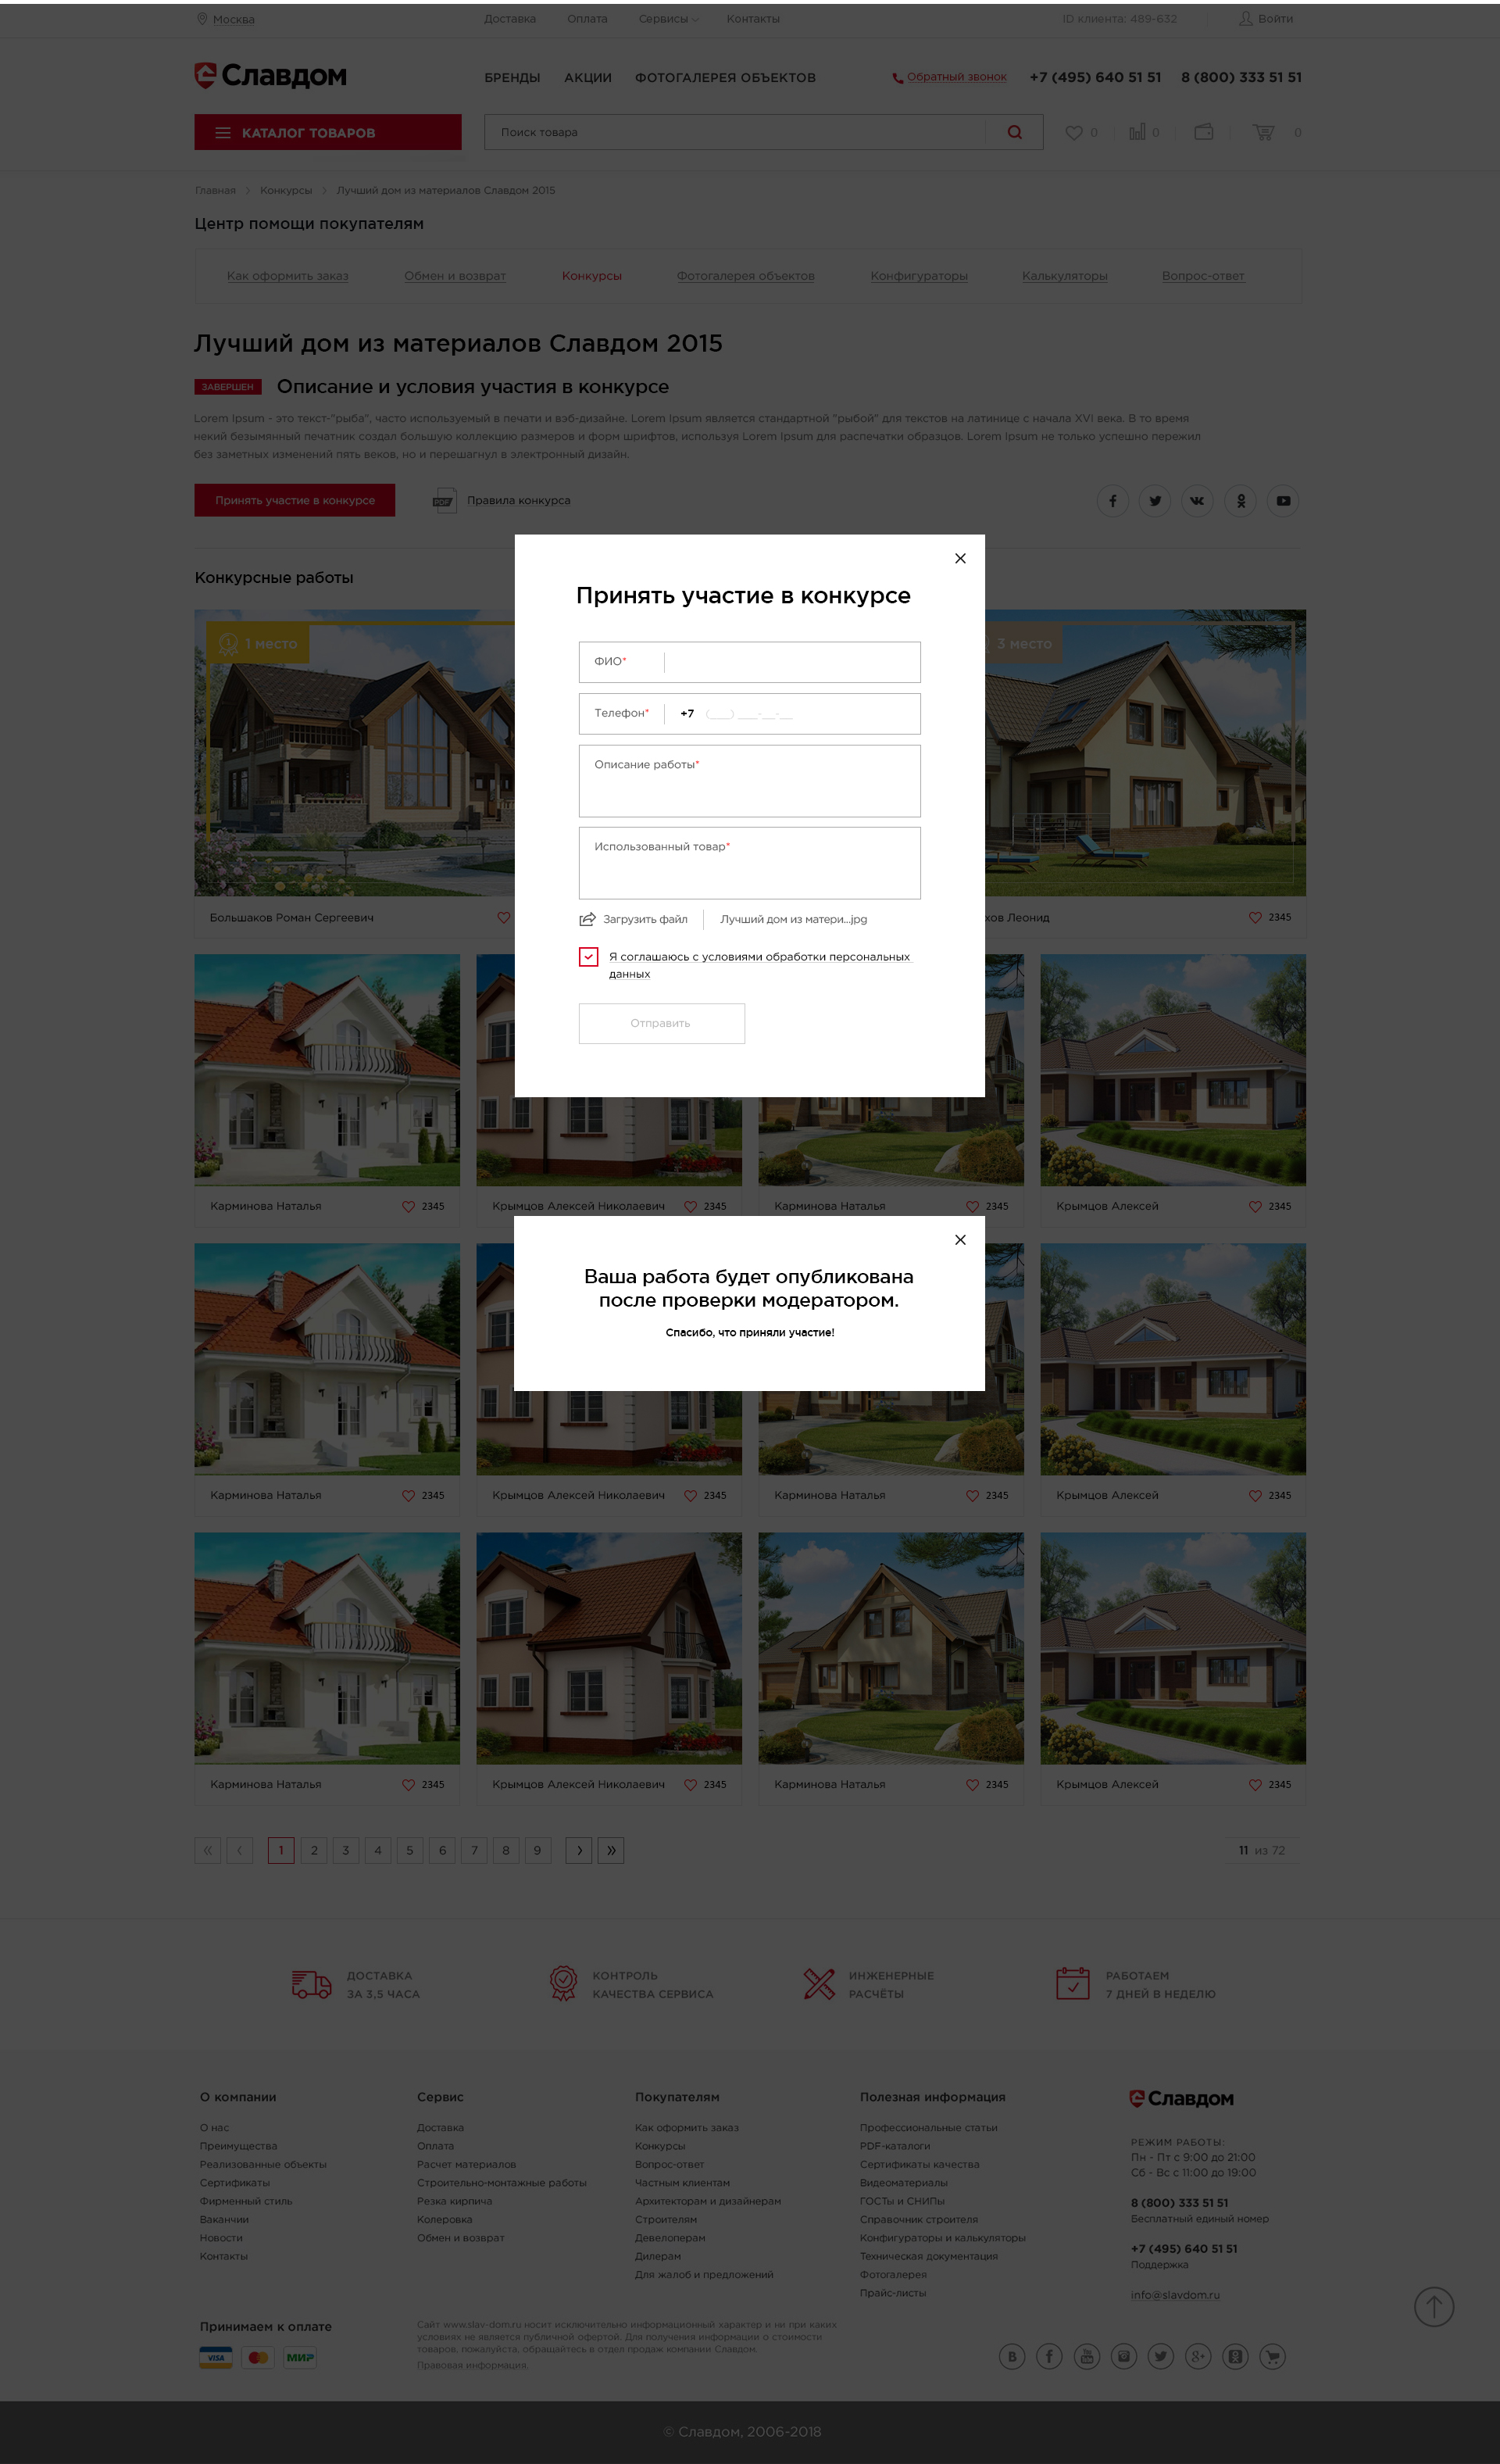 Москва
Доставка Оплата Сервисы Контакты
ID клиента: 489-632 Войти
Славдом
БРЕНДЫ АКЦИИ ФОТОГАЛЕРЕЯ ОБЪЕКТОВ
Обратный звонок +7 (495) 640 51 51 8 (800) 333 51 51
КАТАЛОГ ТОВАРОВ
Поиск товара
0 0 0
Главная Конкурсы Лучший дом из материалов Славдом 2015
Центр помощи покупателям
Как оформить заказ Обмен и возврат Конкурсы Фотогалерея объектов Конфигураторы Калькуляторы Вопрос-ответ
Лучший дом из материалов Славдом 2015
ЗАВЕРШЕН Описание и условия участия в конкурсе
Lorem Ipsum - это текст-"рыба", часто используемый в печати и вэб-дизайне. Lorem Ipsum является стандартной "рыбой" для текстов на латинице с начала XVI века. В то время
некий безымянный печатник создал большую коллекцию размеров и форм шрифтов, используя Lorem Ipsum для распечатки образцов. Lorem Ipsum не только успешно пережил
без заметных изменений пять веков, но и перешагнул в электронный дизайн.
Принять участие в конкурсе
PDF Правила конкурса
Конкурсные работы
1 1 место
3 место
Принять участие в конкурсе
ФИО*
Телефон* +7 (___) ___-__-__
Описание работы*
Использованный товар*
Загрузить файл Лучший дом из матери...jpg
Я соглашаюсь с условиями обработки персональных
данных
Отправить
Большаков Роман Сергеевич
хов Леонид 2345
Карминова Наталья 2345 Крымцов Алексей Николаевич 2345 Карминова Наталья 2345 Крымцов Алексей 2345
Ваша работа будет опубликована
после проверки модератором.
Спасибо, что приняли участие!
Карминова Наталья 2345 Крымцов Алексей Николаевич 2345 Карминова Наталья 2345 Крымцов Алексей 2345
Карминова Наталья 2345 Крымцов Алексей Николаевич 2345 Карминова Наталья 2345 Крымцов Алексей 2345
« ‹ 1 2 3 4 5 6 7 8 9 › »
11 из 72
ДОСТАВКА
ЗА 3,5 ЧАСА
КОНТРОЛЬ
КАЧЕСТВА СЕРВИСА
ИНЖЕНЕРНЫЕ
РАСЧЁТЫ
РАБОТАЕМ
7 ДНЕЙ В НЕДЕЛЮ
О компании
О нас
Преимущества
Реализованные объекты
Сертификаты
Фирменный стиль
Вакансии
Новости
Контакты
Сервис
Доставка
Оплата
Расчет материалов
Строительно-монтажные работы
Резка кирпича
Колеровка
Обмен и возврат
Покупателям
Как оформить заказ
Конкурсы
Вопрос-ответ
Частным клиентам
Архитекторам и дизайнерам
Строителям
Девелоперам
Дилерам
Для жалоб и предложений
Полезная информация
Профессиональные статьи
PDF-каталоги
Сертификаты качества
Видеоматериалы
ГОСТы и СНИПы
Справочник строителя
Конфигураторы и калькуляторы
Техническая документация
Фотогалерея
Прайс-листы
Славдом
РЕЖИМ РАБОТЫ:
Пн - Пт с 9:00 до 21:00
Сб - Вс с 11:00 до 19:00
8 (800) 333 51 51
Бесплатный единый номер
+7 (495) 640 51 51
Поддержка
info@slavdom.ru
Принимаем к оплате
VISA МИР
Сайт www.slav-dom.ru носит исключительно информационный характер и ни при каких
условиях не является публичной офертой. Для получения информации о стоимости
товаров, пожалуйста, обращайтесь в отдел продаж компании Славдом.
Правовая информация.
© Славдом, 2006-2018